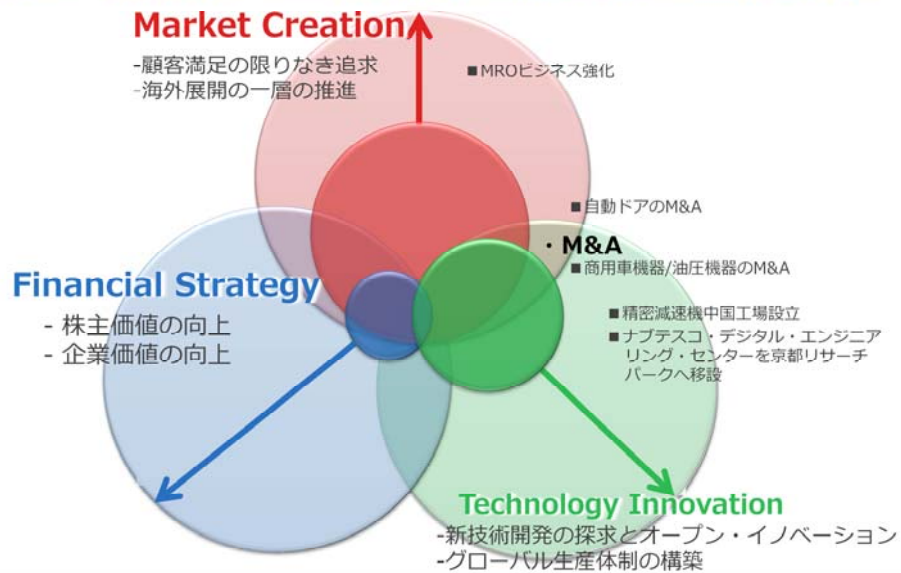 Market Creation
-顧客満足の限りなき追求
-海外展開の一層の推進
■MROビジネス強化
■自動ドアのM&A
・M&A
■商用車機器/油圧機器のM&A
Financial Strategy
- 株主価値の向上
- 企業価値の向上
■精密減速機中国工場設立
■ナブテスコ・デジタル・エンジニア
リング・センターを京都リサーチ
パークへ移設
Technology Innovation
-新技術開発の探求とオープン・イノベーション
-グローバル生産体制の構築